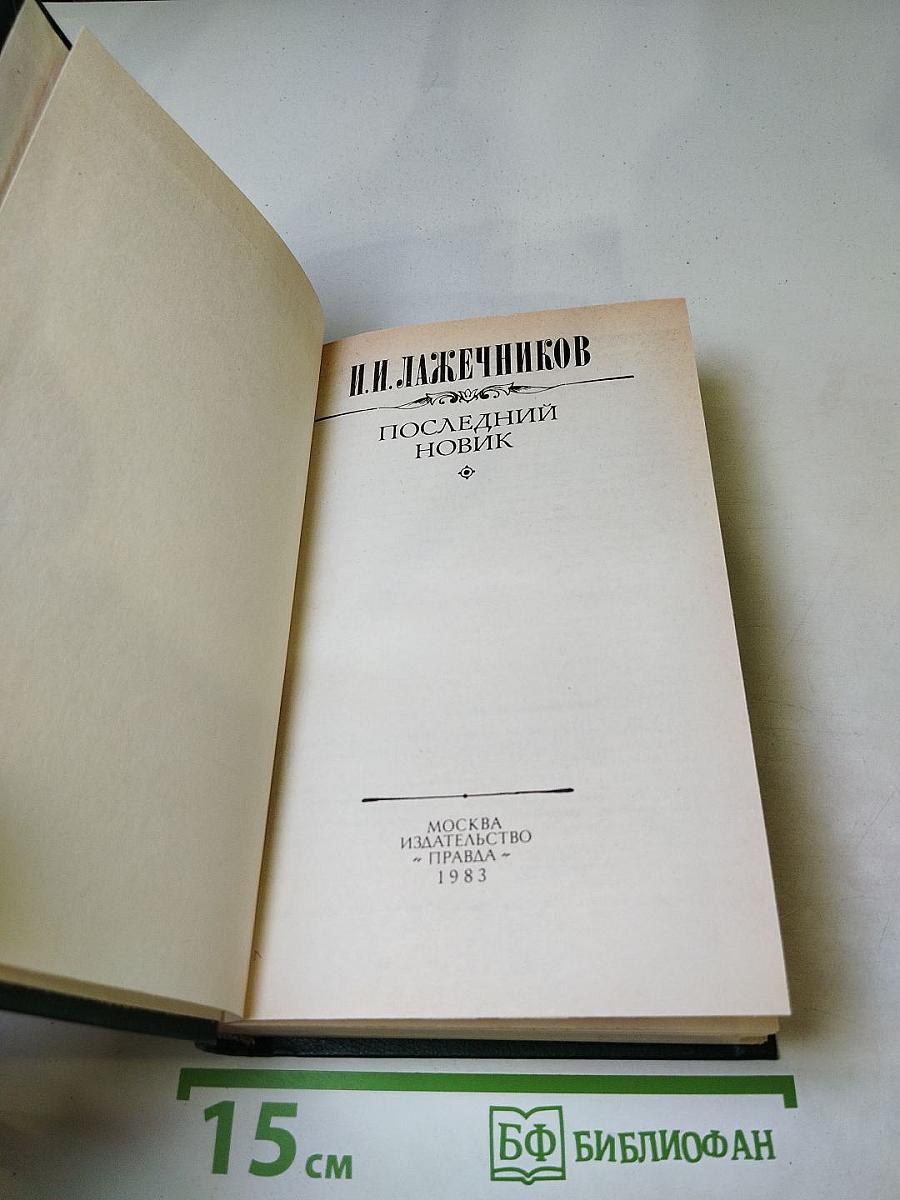 И.И. ЛАЖЕЧНИКОВ
ПОСЛЕДНИЙ
НОВИК
МОСКВА
ИЗДАТЕЛЬСТВО
~ ПРАВДА ~
1983
15 см
БФ БИБЛИОФАН